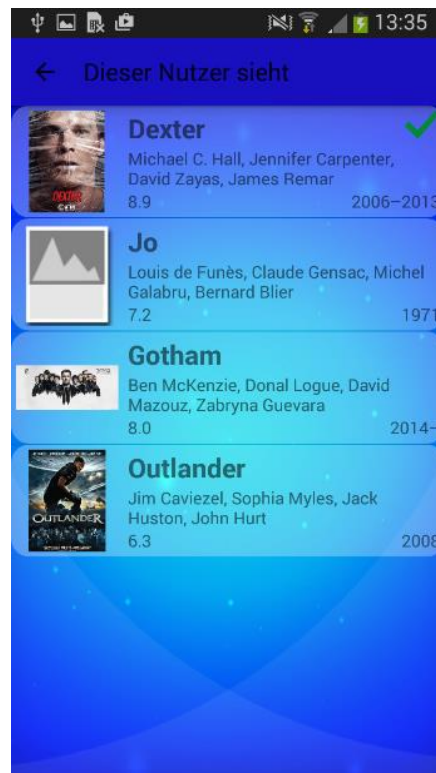 13:35
Dieser Nutzer sieht
DEXTER
Dexter
Michael C. Hall, Jennifer Carpenter,
David Zayas, James Remar
8.9 2006–2013
Jo
Louis de Funès, Claude Gensac, Michel
Galabru, Bernard Blier
7.2 1971
Gotham
Ben McKenzie, Donal Logue, David
Mazouz, Zabryna Guevara
8.0 2014–
OUTLANDER
Outlander
Jim Caviezel, Sophia Myles, Jack
Huston, John Hurt
6.3 2008